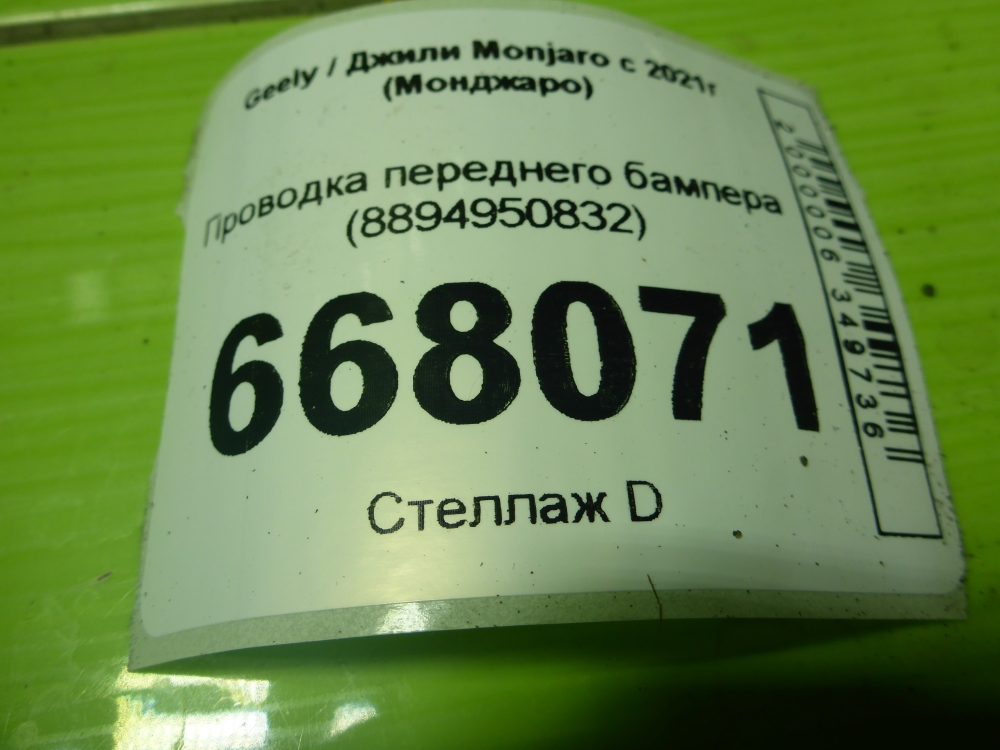 Geely / Джили Monjaro с 2021г
(Монджаро)
Проводка переднего бампера
(8894950832)
668071
Стеллаж D
2000006349736